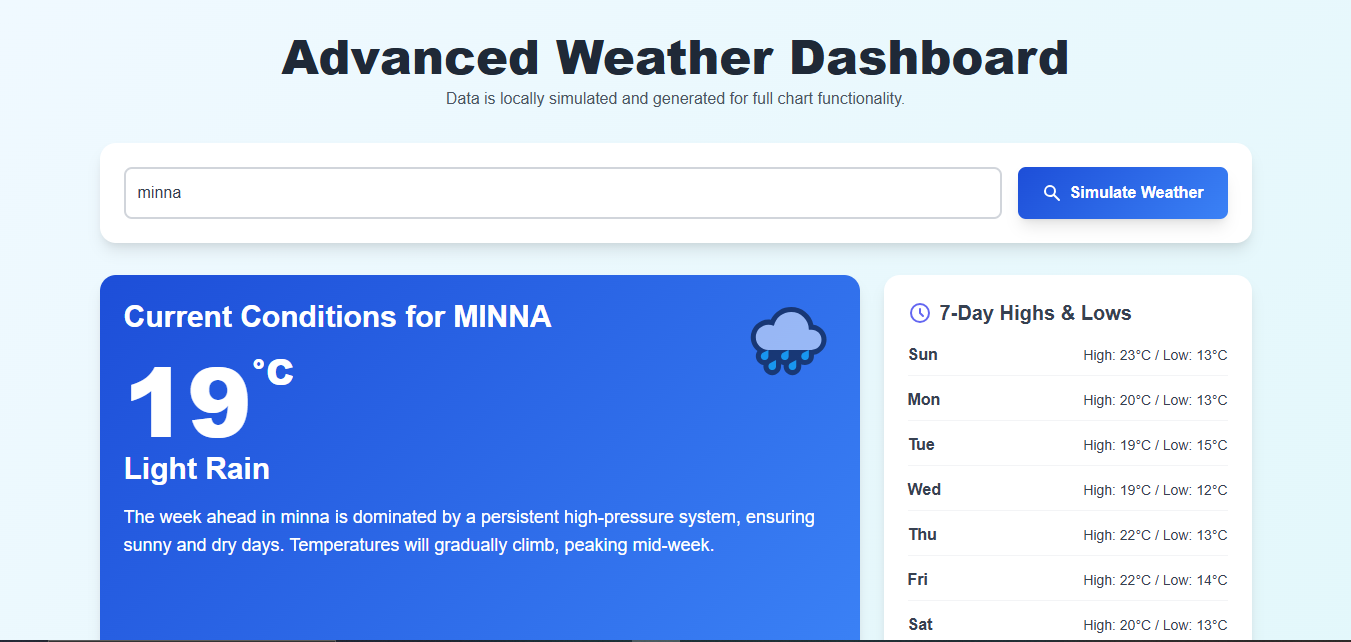 Advanced Weather Dashboard
Data is locally simulated and generated for full chart functionality.
minna
Simulate Weather
Current Conditions for MINNA
19°C
Light Rain
The week ahead in minna is dominated by a persistent high-pressure system, ensuring
sunny and dry days. Temperatures will gradually climb, peaking mid-week.
7-Day Highs & Lows
Sun High: 23°C / Low: 13°C
Mon High: 20°C / Low: 13°C
Tue High: 19°C / Low: 15°C
Wed High: 19°C / Low: 12°C
Thu High: 22°C / Low: 13°C
Fri High: 22°C / Low: 14°C
Sat High: 20°C / Low: 13°C